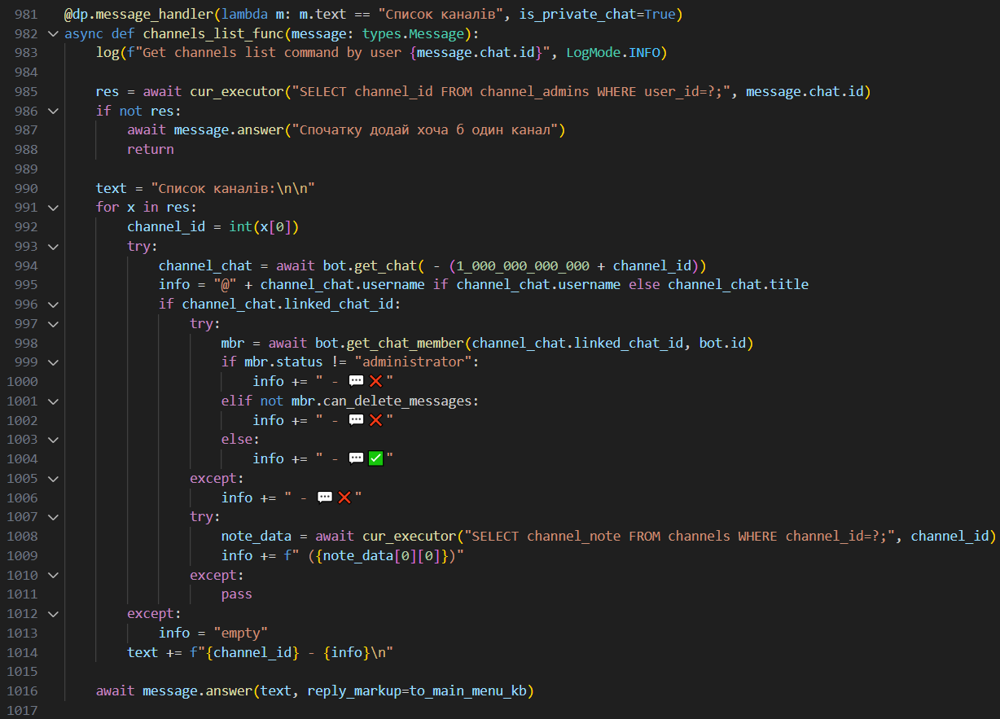 981 @dp.message_handler(lambda m: m.text == "Список каналів", is_private_chat=True)
982 async def channels_list_func(message: types.Message):
983     log(f"Get channels list command by user {message.chat.id}", LogMode.INFO)
984
985     res = await cur_executor("SELECT channel_id FROM channel_admins WHERE user_id=?;", message.chat.id)
986     if not res:
987         await message.answer("Спочатку додай хоча б один канал")
988         return
989
990     text = "Список каналів:\n\n"
991     for x in res:
992         channel_id = int(x[0])
993         try:
994             channel_chat = await bot.get_chat( - (1_000_000_000_000 + channel_id))
995             info = "@" + channel_chat.username if channel_chat.username else channel_chat.title
996             if channel_chat.linked_chat_id:
997                 try:
998                     mbr = await bot.get_chat_member(channel_chat.linked_chat_id, bot.id)
999                     if mbr.status != "administrator":
1000                         info += " - 💬❌"
1001                     elif not mbr.can_delete_messages:
1002                         info += " - 💬❌"
1003                     else:
1004                         info += " - 💬✅"
1005                 except:
1006                     info += " - 💬❌"
1007                 try:
1008                     note_data = await cur_executor("SELECT channel_note FROM channels WHERE channel_id=?;", channel_id)
1009                     info += f" ({note_data[0][0]})"
1010                 except:
1011                     pass
1012         except:
1013             info = "empty"
1014         text += f"{channel_id} - {info}\n"
1015
1016     await message.answer(text, reply_markup=to_main_menu_kb)
1017